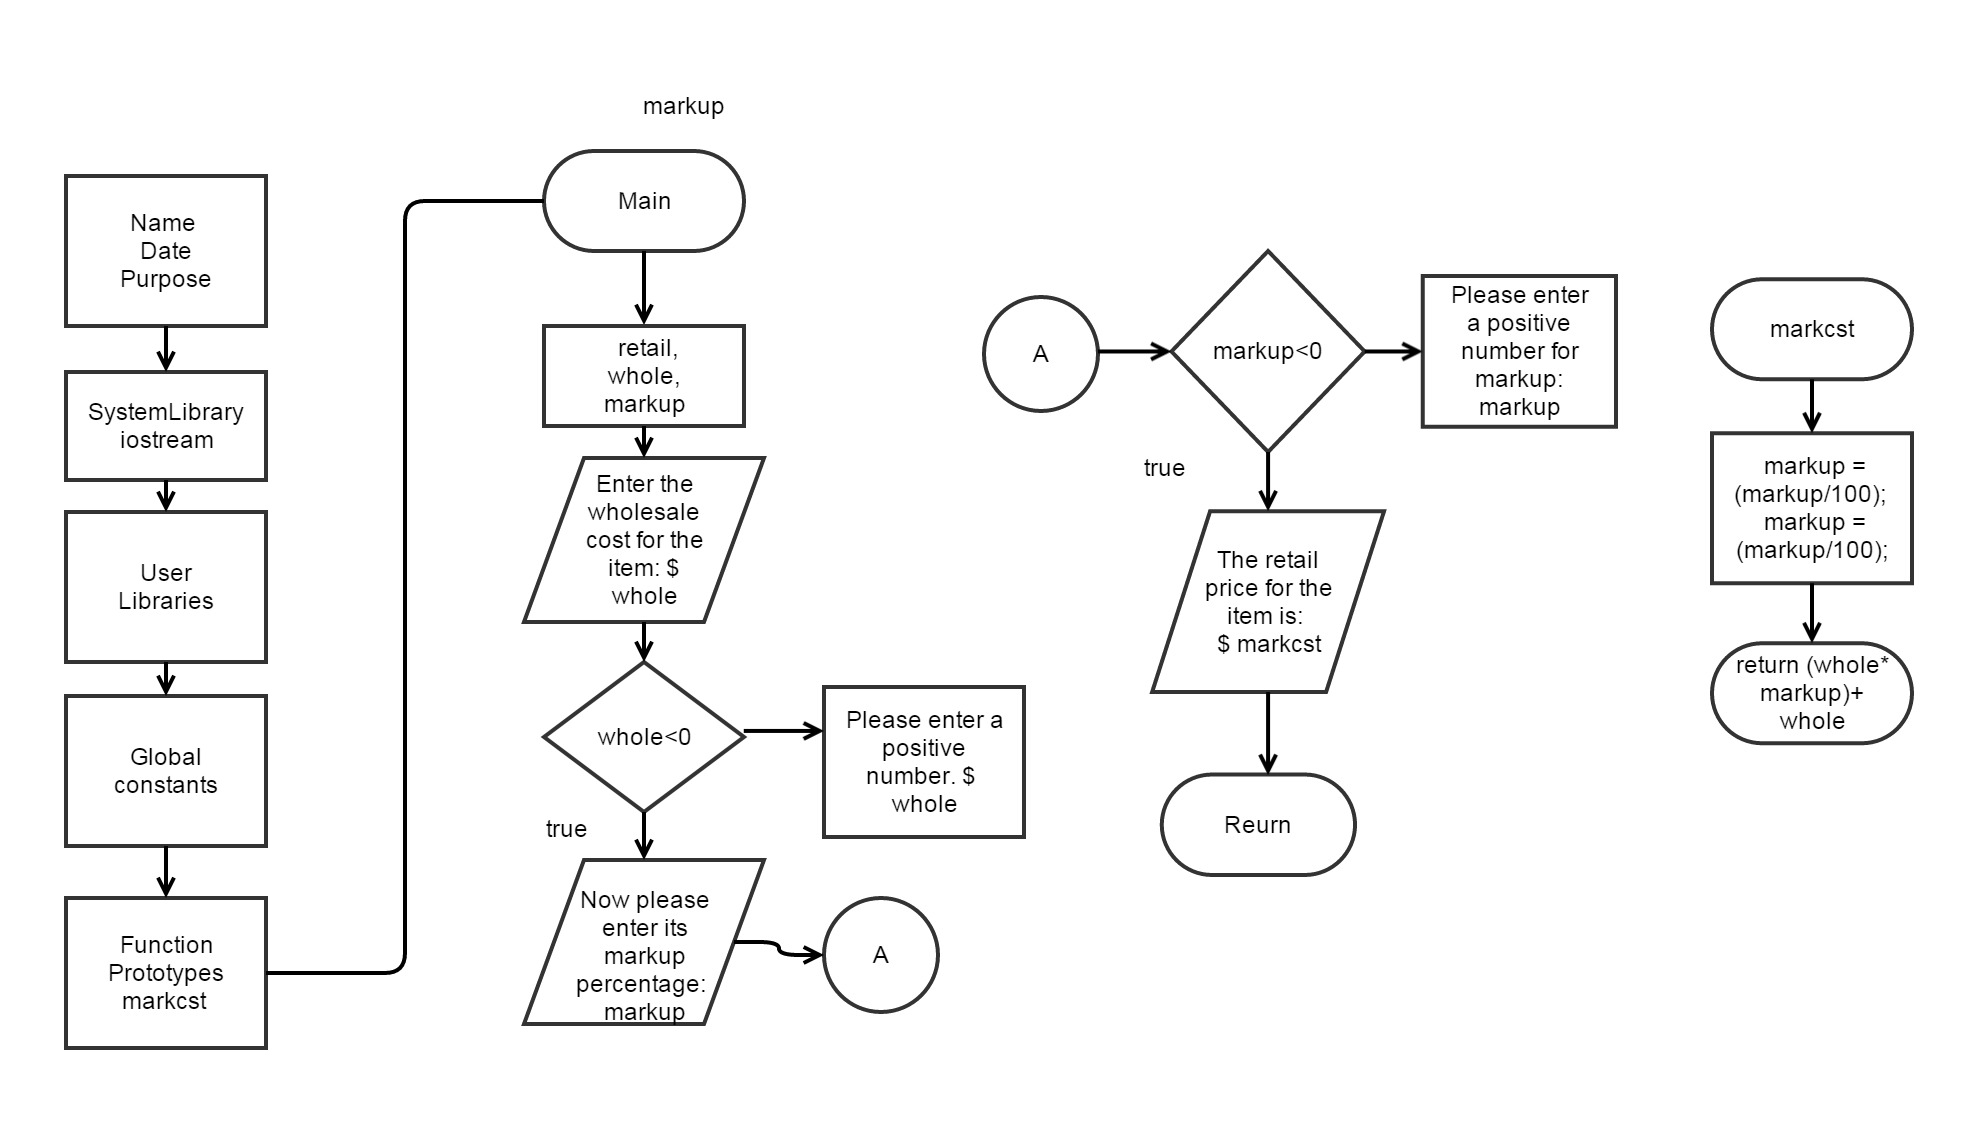 markup
Name
Date
Purpose
SystemLibrary
iostream
User
Libraries
Global
constants
Function
Prototypes
markcst
Main
retail,
whole,
markup
Enter the
wholesale
cost for the
item: $
whole
whole<0
Please enter a
positive
number. $
whole
true
Now please
enter its
markup
percentage:
markup
A
A
markup<0
Please enter
a positive
number for
markup:
markup
true
The retail
price for the
item is:
$ markcst
Reurn
markcst
markup =
(markup/100);
markup =
(markup/100);
return (whole*
markup)+
whole